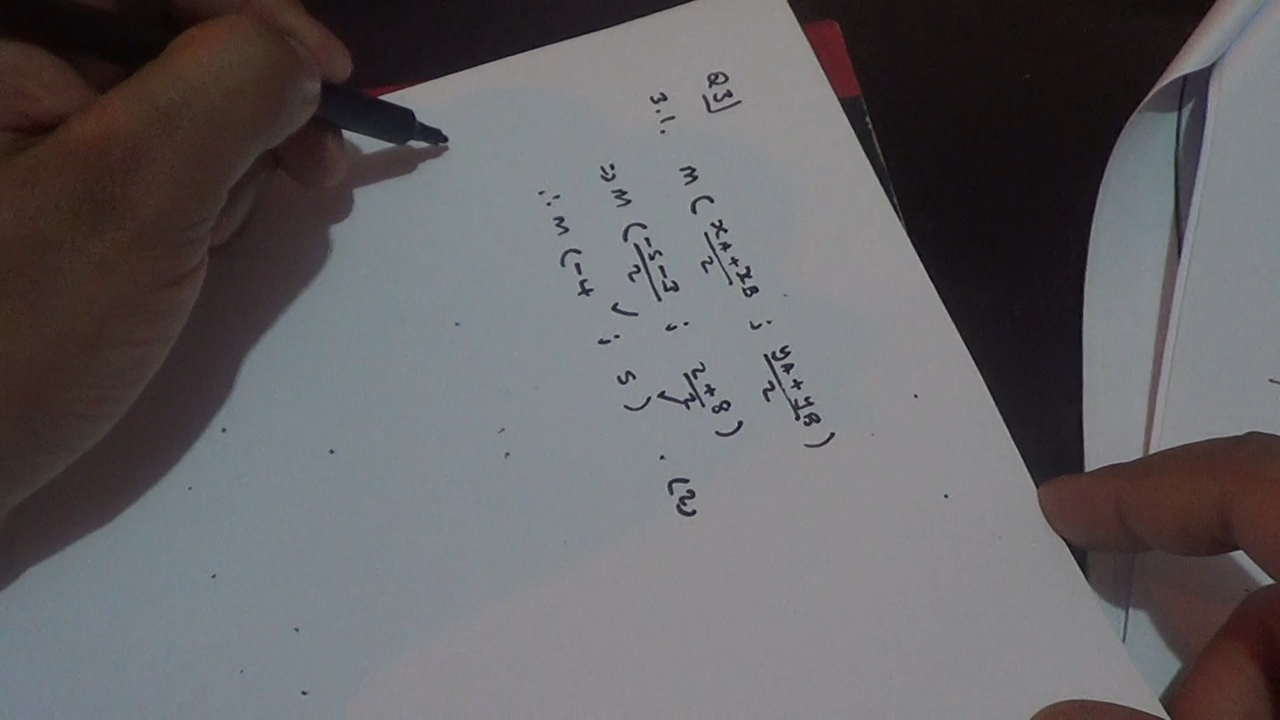 Q3
3.1. M ( xA + xB / 2 ; yA + yB / 2 )
⇒ M ( -5 - 3 / 2 ; 2 + 8 / 2 )
∴ M (-4 ; 5) . (2)